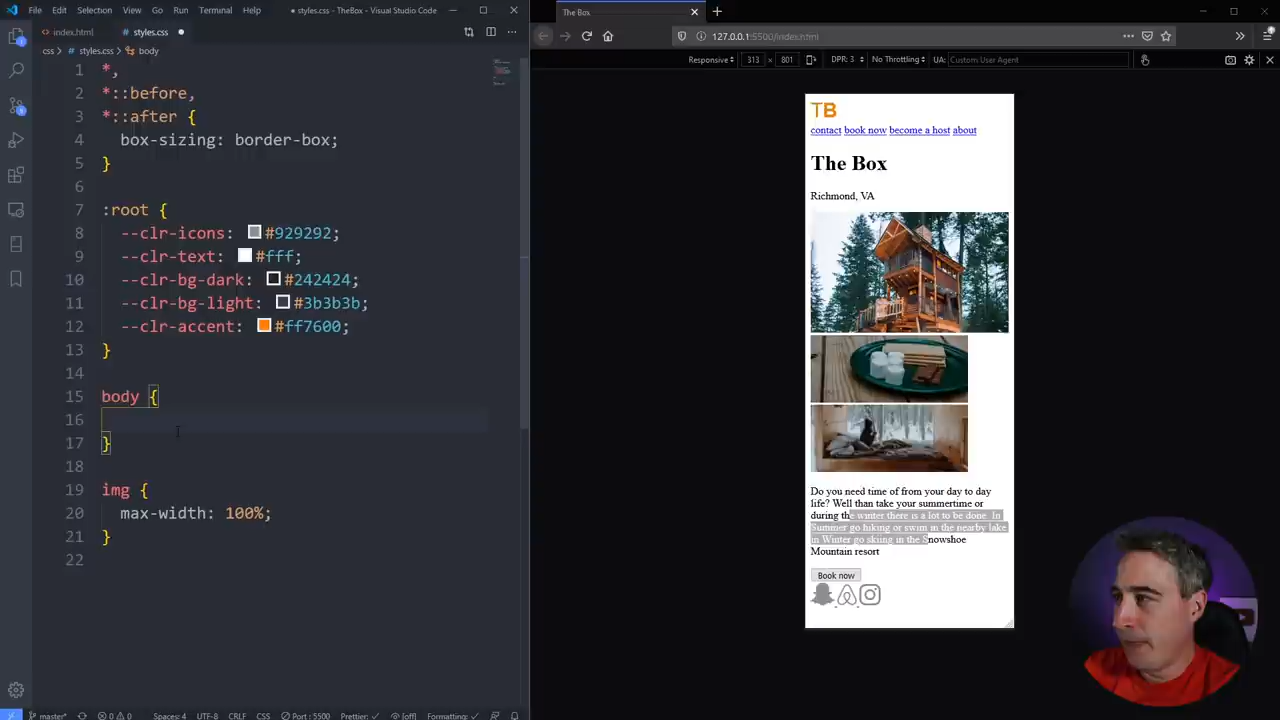 File Edit Selection View Go Run Terminal Help
● styles.css - TheBox - Visual Studio Code
index.html
styles.css
css > styles.css > body
1 *,
2 *::before,
3 *::after {
4 box-sizing: border-box;
5 }
6
7 :root {
8 --clr-icons: #929292;
9 --clr-text: #fff;
10 --clr-bg-dark: #242424;
11 --clr-bg-light: #3b3b3b;
12 --clr-accent: #ff7600;
13 }
14
15 body {
16
17 }
18
19 img {
20 max-width: 100%;
21 }
22
master*
0 0
Spaces: 4 UTF-8 CRLF CSS Port : 5500 Prettier: ✓ [off] Formatting: ✓
The Box
127.0.0.1:5500/index.html
Responsive 313 × 801 DPR: 3 No Throttling UA: Custom User Agent
TB
contact book now become a host about
The Box
Richmond, VA
Do you need time of from your day to day
life? Well than take your summertime or
during the winter there is a lot to be done. In
Summer go hiking or swim in the nearby lake
in Winter go skiing in the Snowshoe
Mountain resort
Book now